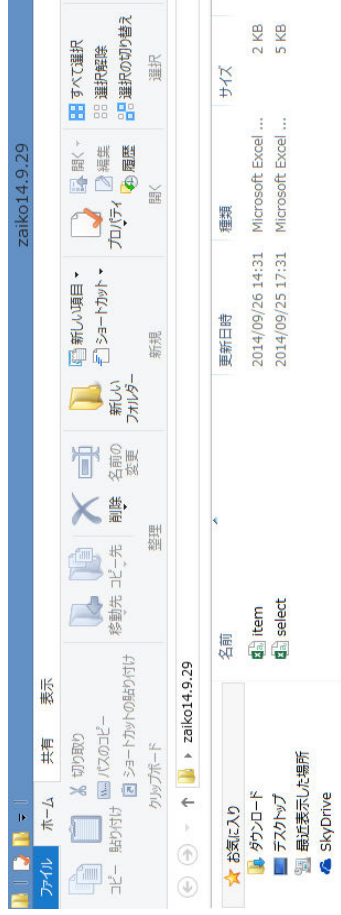 zaiko14.9.29
ファイル ホーム 共有 表示
コピー 貼り付け
切り取り
パスのコピー
ショートカットの貼り付け
クリップボード
移動先 コピー先 削除 名前の変更
整理
新しいフォルダー
新しい項目
ショートカット
新規
プロパティ
開く
編集
履歴
開く
すべて選択
選択解除
選択の切り替え
選択
zaiko14.9.29
お気に入り
ダウンロード
デスクトップ
最近表示した場所
SkyDrive
名前 更新日時 種類 サイズ
item 2014/09/26 14:31 Microsoft Excel ... 2 KB
select 2014/09/25 17:31 Microsoft Excel ... 5 KB